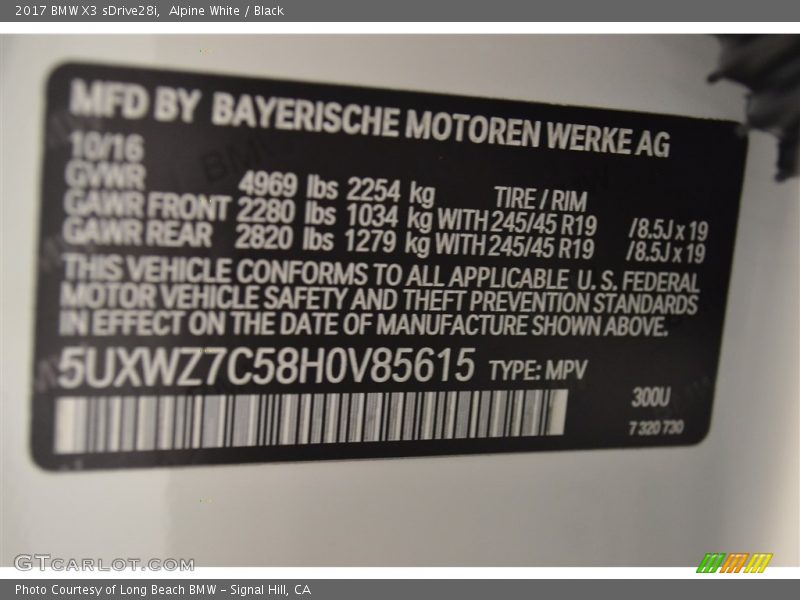 2017 BMW X3 sDrive28i,  Alpine White / Black
MFD BY BAYERISCHE MOTOREN WERKE AG
10/16
GVWR 4969 lbs 2254 kg TIRE / RIM
GAWR FRONT 2280 lbs 1034 kg WITH 245/45 R19 /8.5J x 19
GAWR REAR 2820 lbs 1279 kg WITH 245/45 R19 /8.5J x 19
THIS VEHICLE CONFORMS TO ALL APPLICABLE U. S. FEDERAL
MOTOR VEHICLE SAFETY AND THEFT PREVENTION STANDARDS
IN EFFECT ON THE DATE OF MANUFACTURE SHOWN ABOVE.
5UXWZ7C58H0V85615 TYPE: MPV
300U
7 320 730
GTCARLOT.COM
Photo Courtesy of Long Beach BMW - Signal Hill, CA